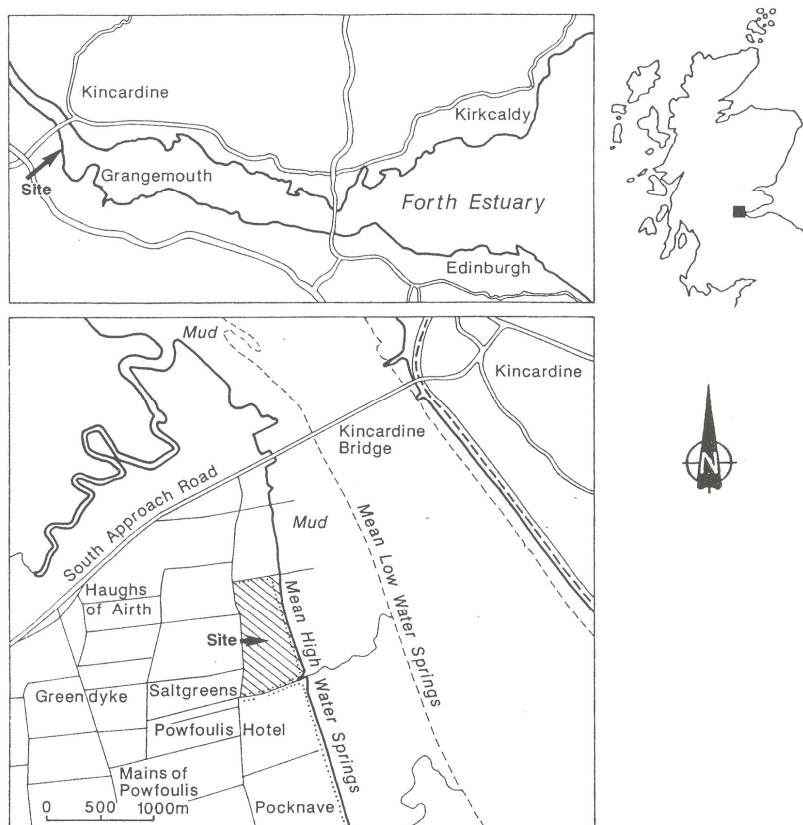 Kincardine
Kirkcaldy
Grangemouth
Site
Forth Estuary
Edinburgh
Mud
Kincardine
Kincardine
Bridge
South Approach Road
Mud
Haughs
of Airth
Mean High Water Springs
Mean Low Water Springs
Site
Greendyke
Saltgreens
Powfoulis Hotel
Mains of
Powfoulis
Pocknave
0 500 1000m
N